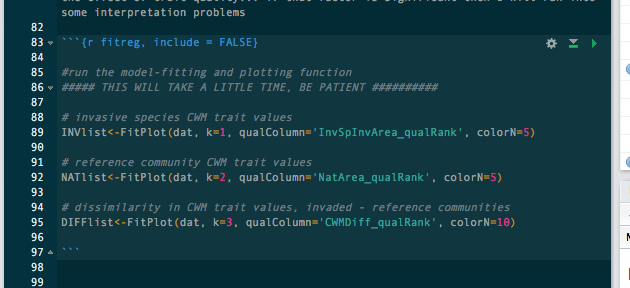 some interpretation problems
82
83 ```{r fitreg, include = FALSE}
84
85 #run the model-fitting and plotting function
86 ##### THIS WILL TAKE A LITTLE TIME, BE PATIENT ##########
87
88 # invasive species CWM trait values
89 INVlist<-FitPlot(dat, k=1, qualColumn='InvSpInvArea_qualRank', colorN=5)
90
91 # reference community CWM trait values
92 NATlist<-FitPlot(dat, k=2, qualColumn='NatArea_qualRank', colorN=5)
93
94 # dissimilarity in CWM trait values, invaded - reference communities
95 DIFFlist<-FitPlot(dat, k=3, qualColumn='CWMDiff_qualRank', colorN=10)
96
97 ```
98
99